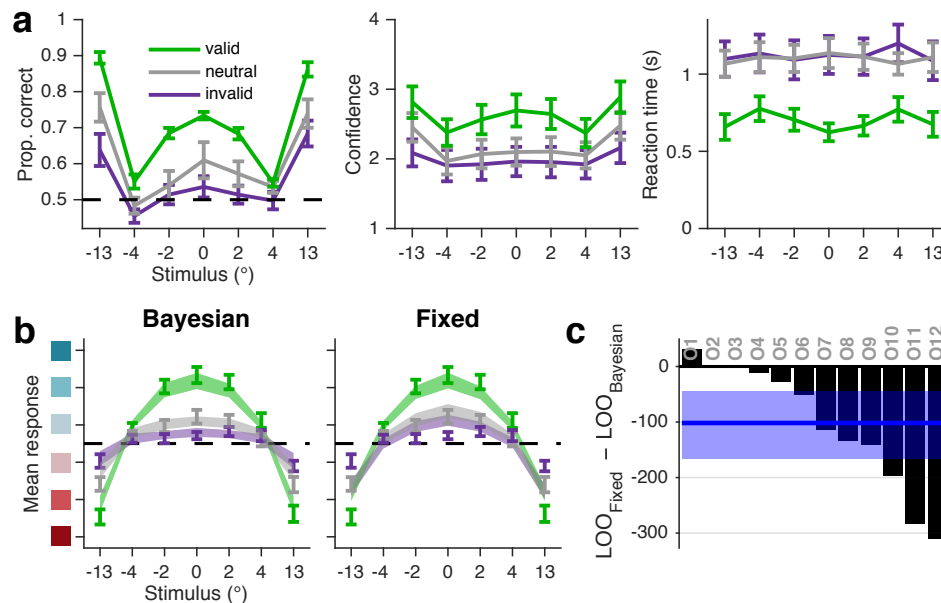 a
Prop. correct
1
0.9
0.8
0.7
0.6
0.5
valid
neutral
invalid
-13 -4 -2 0 2 4 13
Stimulus (°)
Confidence
4
3
2
1
-13 -4 -2 0 2 4 13
Reaction time (s)
1
0.5
0
-13 -4 -2 0 2 4 13
b
Bayesian
Mean response
-13 -4 -2 0 2 4 13
Stimulus (°)
Fixed
-13 -4 -2 0 2 4 13
c
LOOFixed – LOOBayesian
0
-100
-200
-300
O1 O2 O3 O4 O5 O6 O7 O8 O9 O10 O11 O12